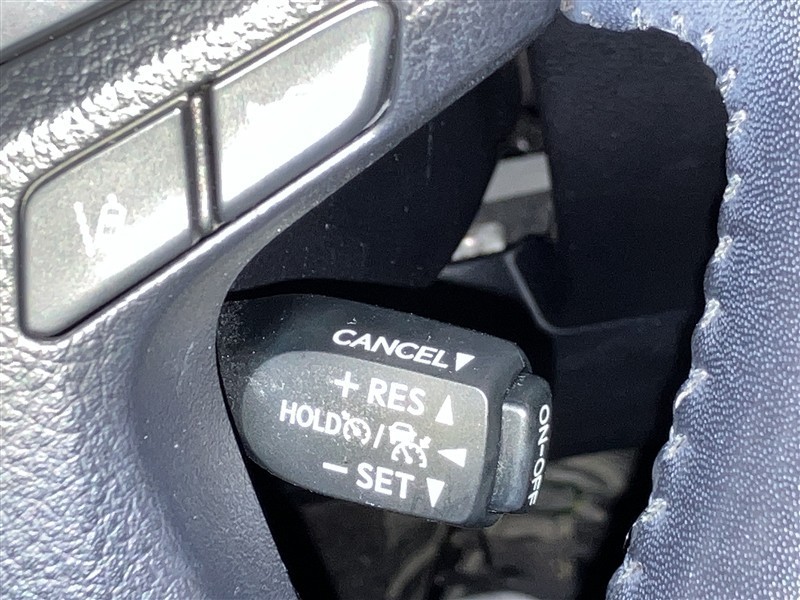 CANCEL▼
+ RES ▲
HOLD / ◀
− SET ▼
ON-OFF